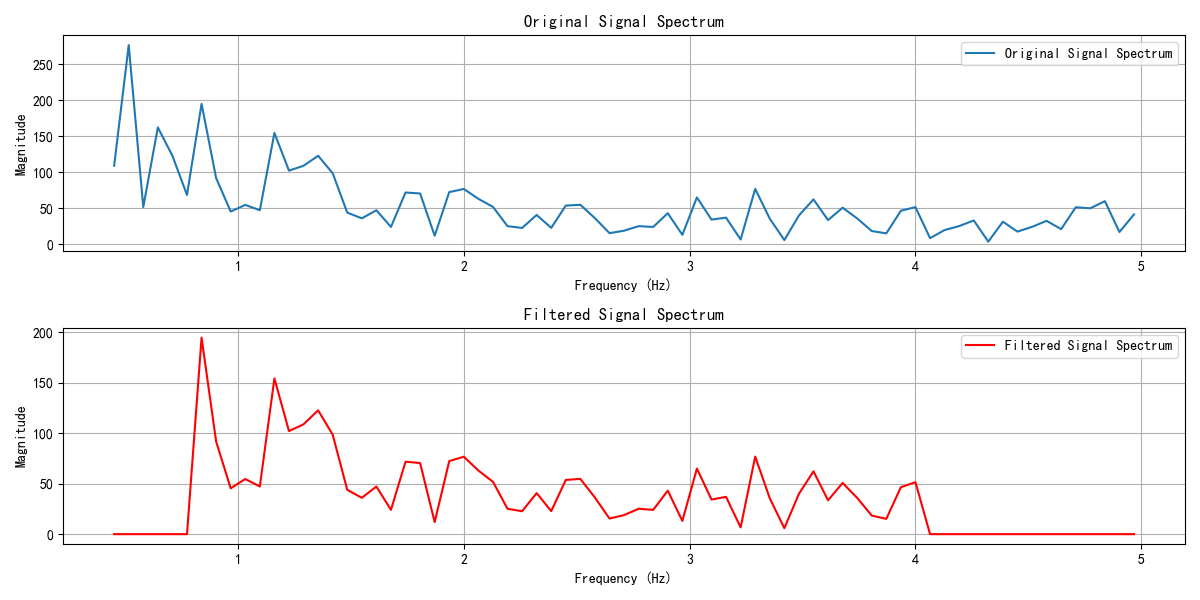 Original Signal Spectrum
Original Signal Spectrum
Magnitude
250
200
150
100
50
0
1 2 3 4 5
Frequency (Hz)
Filtered Signal Spectrum
Filtered Signal Spectrum
Magnitude
200
150
100
50
0
1 2 3 4 5
Frequency (Hz)